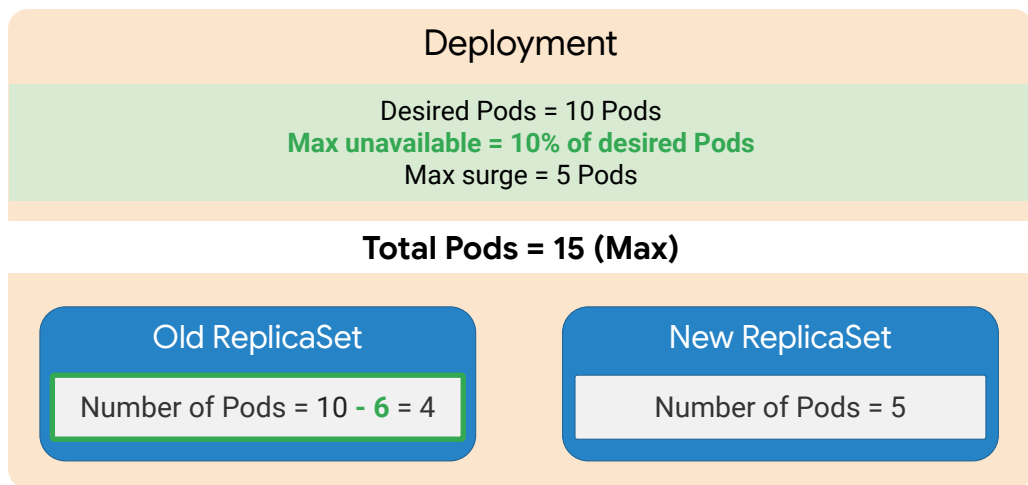 Deployment
Desired Pods = 10 Pods
Max unavailable = 10% of desired Pods
Max surge = 5 Pods
Total Pods = 15 (Max)
Old ReplicaSet
Number of Pods = 10 - 6 = 4
New ReplicaSet
Number of Pods = 5